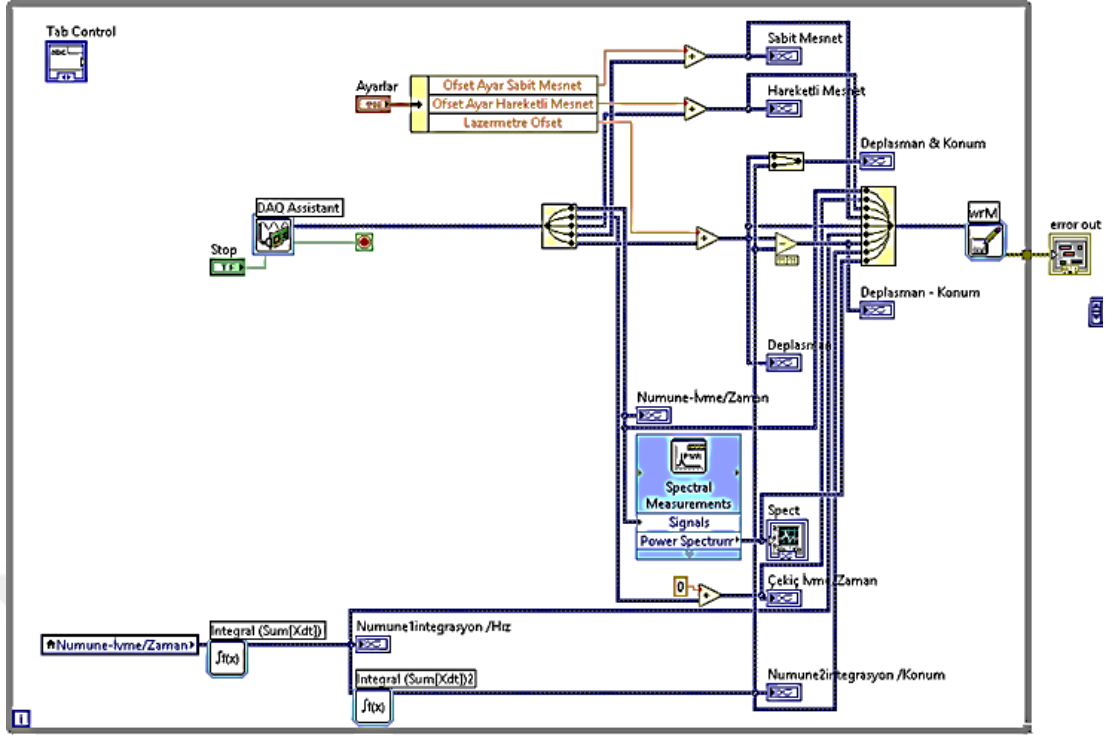 Tab Control
Sabit Mesnet
Ayarlar
Ofset Ayar Sabit Mesnet
Ofset Ayar Hareketli Mesnet
Lazermetre Ofset
Hareketli Mesnet
Deplasman & Konum
DAQ Assistant
Stop
TF
wrM
error out
Deplasman - Konum
Deplasman
Numune-İvme/Zaman
Spectral
Measurements
Signals
Power Spectrum
Spect
0
Çekiç İvme/Zaman
Numune-İvme/Zaman
Integral (Sum[Xdt])
∫f(x)
Numune1integrasyon /Hız
Integral (Sum[Xdt])2
∫f(x)
Numune2integrasyon /Konum
i